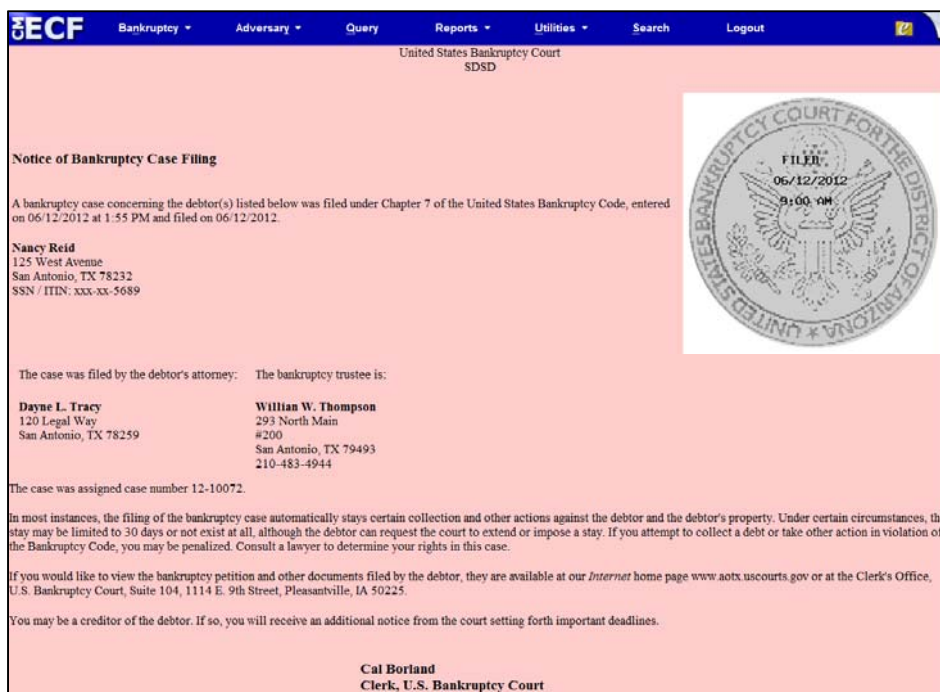 CM ECF Bankruptcy Adversary Query Reports Utilities Search Logout
United States Bankruptcy Court
SDSD
UNITED STATES BANKRUPTCY COURT FOR THE DISTRICT OF ARIZONA
FILED
06/12/2012
9:00 AM
Notice of Bankruptcy Case Filing
A bankruptcy case concerning the debtor(s) listed below was filed under Chapter 7 of the United States Bankruptcy Code, entered
on 06/12/2012 at 1:55 PM and filed on 06/12/2012.
Nancy Reid
125 West Avenue
San Antonio, TX 78232
SSN / ITIN: xxx-xx-5689
The case was filed by the debtor's attorney:
Dayne L. Tracy
120 Legal Way
San Antonio, TX 78259
The bankruptcy trustee is:
Willian W. Thompson
293 North Main
#200
San Antonio, TX 79493
210-483-4944
The case was assigned case number 12-10072.
In most instances, the filing of the bankruptcy case automatically stays certain collection and other actions against the debtor and the debtor's property. Under certain circumstances, th
stay may be limited to 30 days or not exist at all, although the debtor can request the court to extend or impose a stay. If you attempt to collect a debt or take other action in violation of
the Bankruptcy Code, you may be penalized. Consult a lawyer to determine your rights in this case.
If you would like to view the bankruptcy petition and other documents filed by the debtor, they are available at our Internet home page www.aotx.uscourts.gov or at the Clerk's Office,
U.S. Bankruptcy Court, Suite 104, 1114 E. 9th Street, Pleasantville, IA 50225.
You may be a creditor of the debtor. If so, you will receive an additional notice from the court setting forth important deadlines.
Cal Borland
Clerk, U.S. Bankruptcy Court